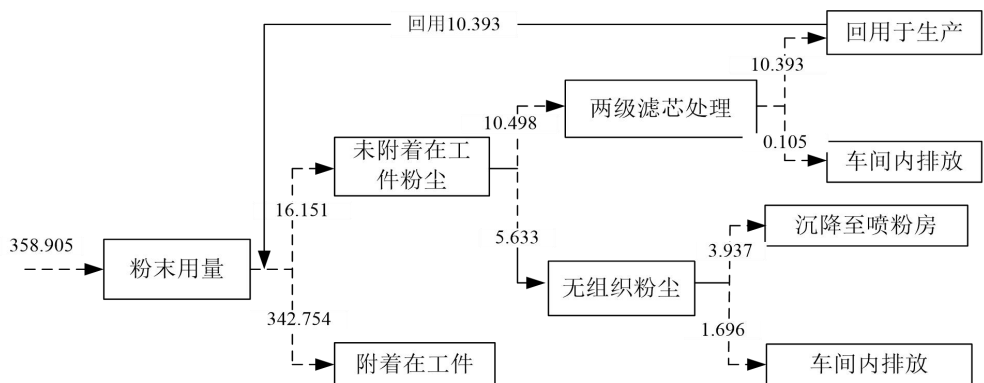 回用10.393
回用于生产
10.393
两级滤芯处理
10.498
0.105
未附着在工
件粉尘
车间内排放
16.151
沉降至喷粉房
5.633
3.937
358.905
粉末用量
无组织粉尘
342.754
1.696
附着在工件
车间内排放